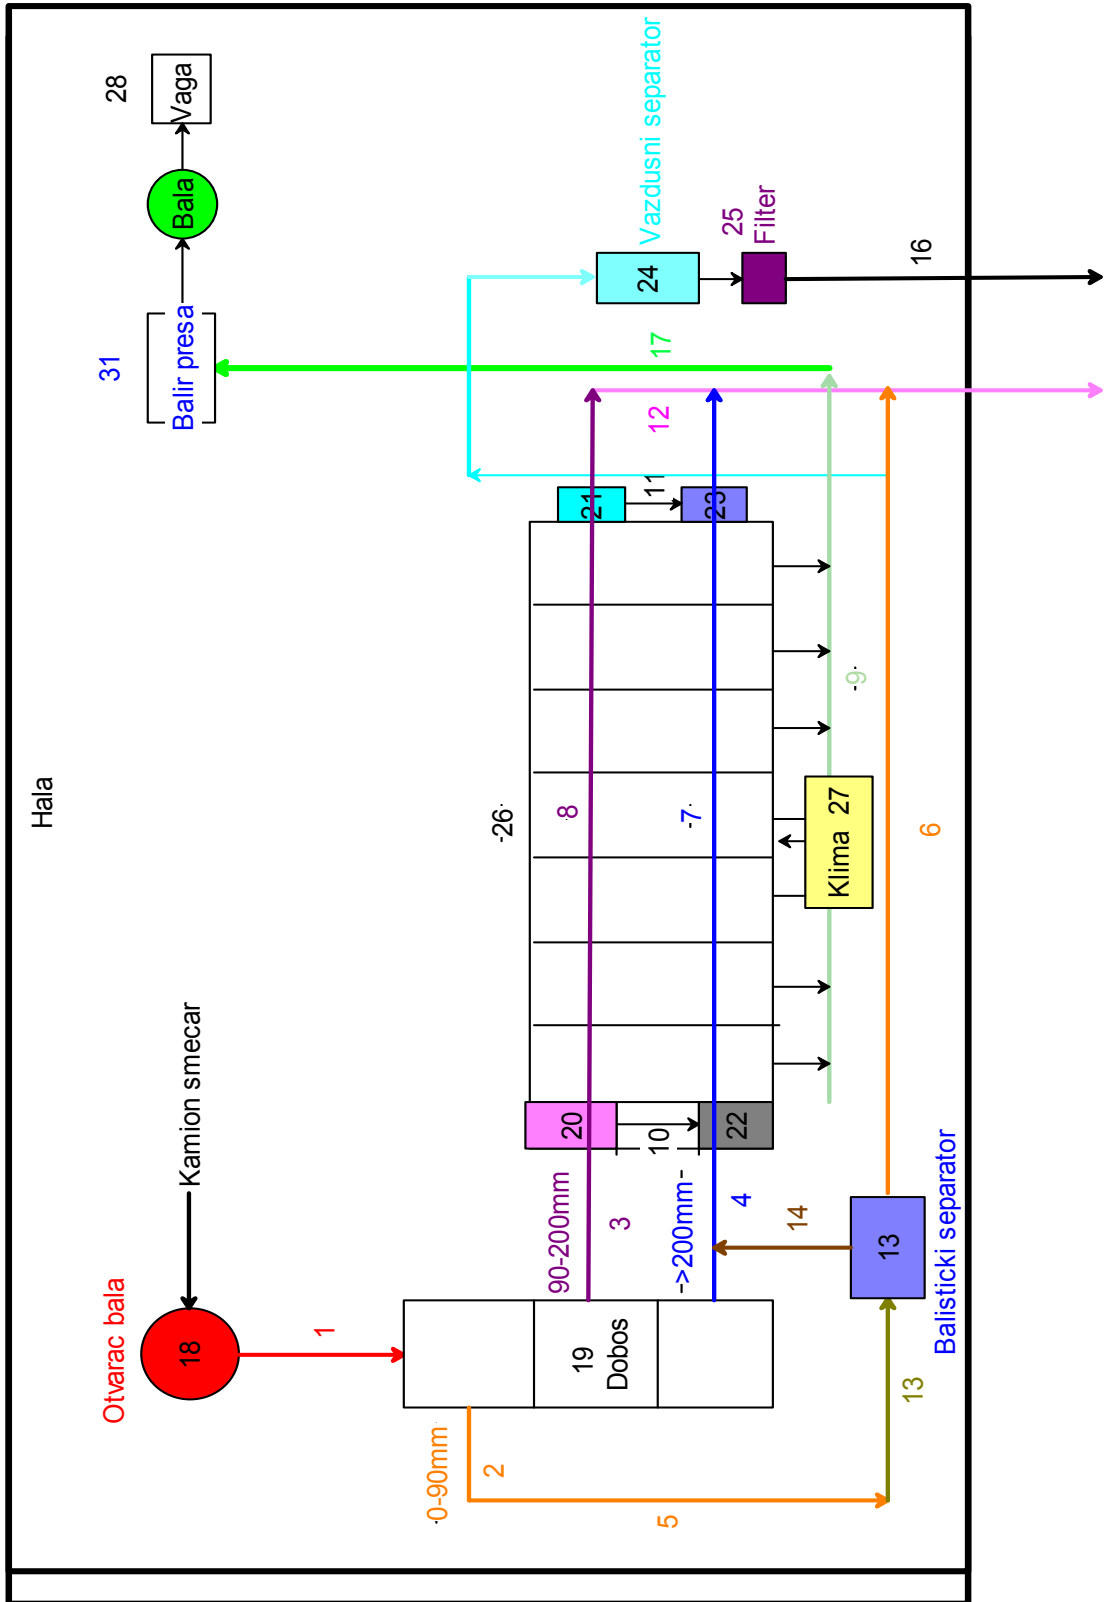 Hala
28
Vaga
Bala
31
Balir presa
Vazdusni separator
24
25
Filter
16
17
12
21
11
23
26
8
-7-
-9-
Klima 27
6
Kamion smecar
20
10
22
90-200mm
3
->200mm-
4
14
13
Balisticki separator
Otvarac bala
18
1
19
Dobos
-0-90mm
2
5
13